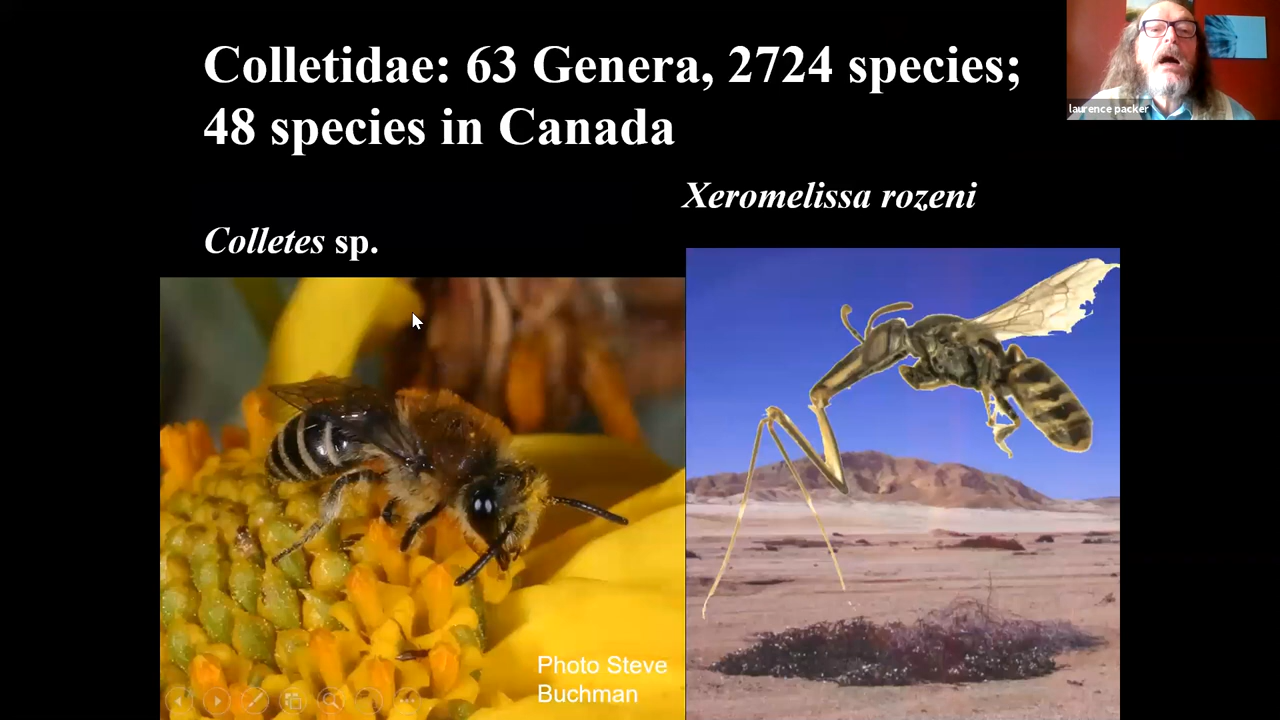 Colletidae: 63 Genera, 2724 species;
48 species in Canada
laurence packer
Xeromelissa rozeni
Colletes sp.
Photo Steve
Buchman